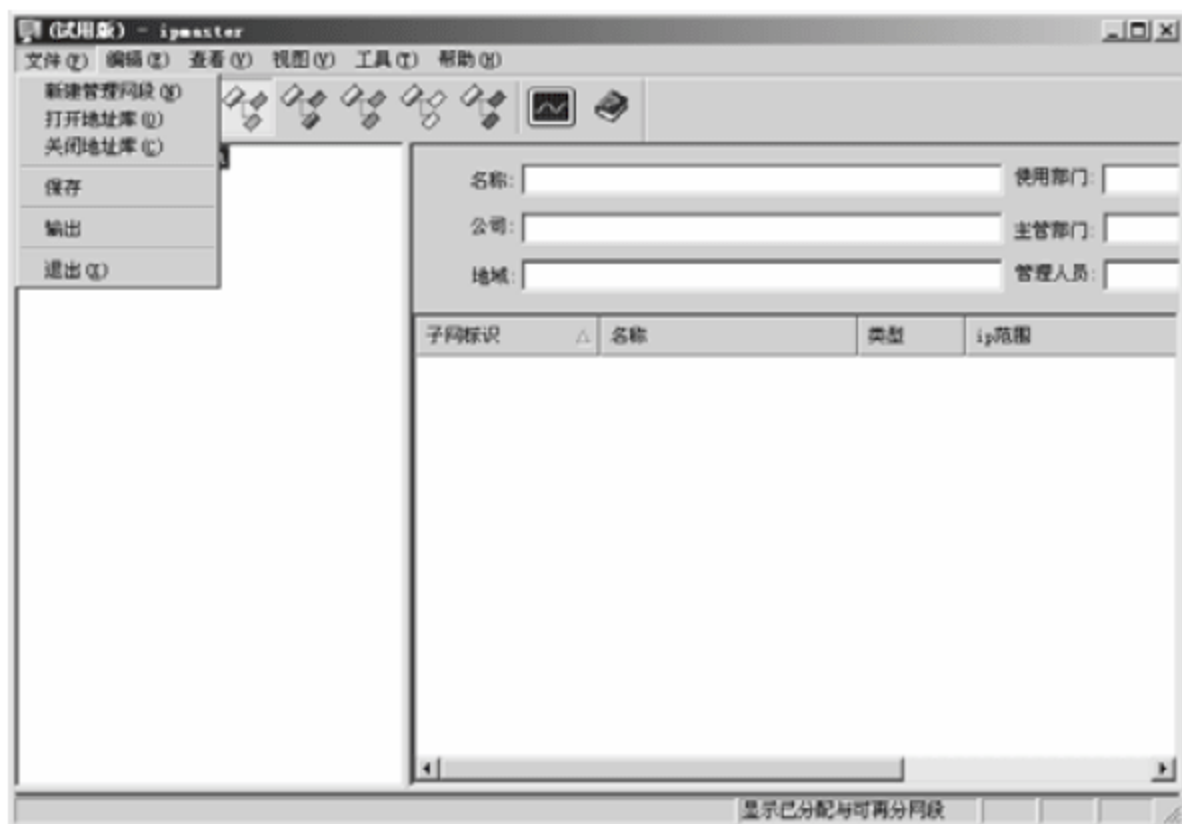 (试用版) - ipmaster
文件(F) 编辑(E) 查看(V) 视图(V) 工具(T) 帮助(H)
新建管理网段(N)
打开地址库(O)
关闭地址库(C)
保存
输出
退出(X)
名称: 使用部门:
公司: 主管部门:
地域: 管理人员:
子网标识 名称 类型 ip范围
显示已分配与可再分网段